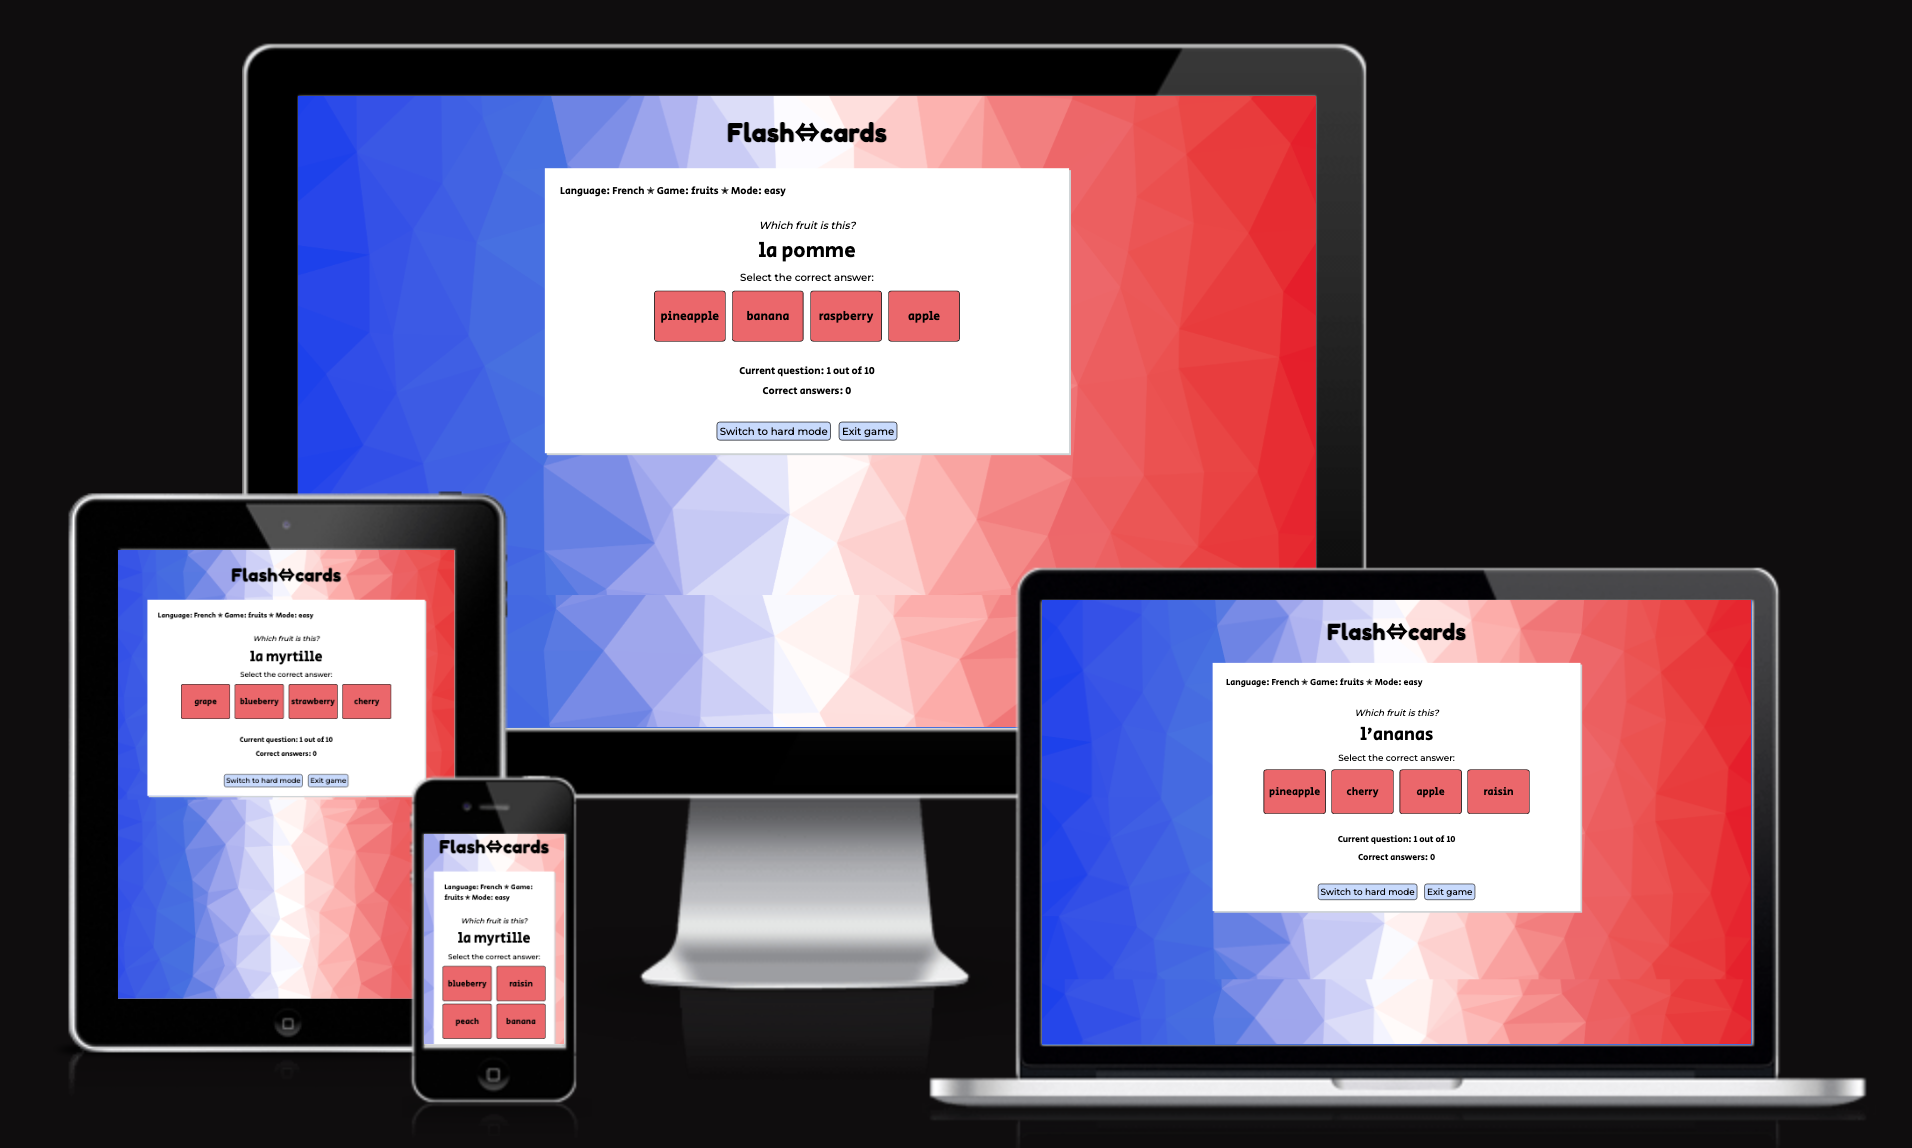 Flash⇔cards
Language: French ★ Game: fruits ★ Mode: easy
Which fruit is this?
la pomme
Select the correct answer:
pineapple banana raspberry apple
Current question: 1 out of 10
Correct answers: 0
Switch to hard mode Exit game
Flash⇔cards
Language: French ★ Game: fruits ★ Mode: easy
Which fruit is this?
la myrtille
Select the correct answer:
grape blueberry strawberry cherry
Current question: 1 out of 10
Correct answers: 0
Switch to hard mode Exit game
Flash⇔cards
Language: French ★ Game:
fruits ★ Mode: easy
Which fruit is this?
la myrtille
Select the correct answer:
blueberry raisin
peach banana
Flash⇔cards
Language: French ★ Game: fruits ★ Mode: easy
Which fruit is this?
l’ananas
Select the correct answer:
pineapple cherry apple raisin
Current question: 1 out of 10
Correct answers: 0
Switch to hard mode Exit game